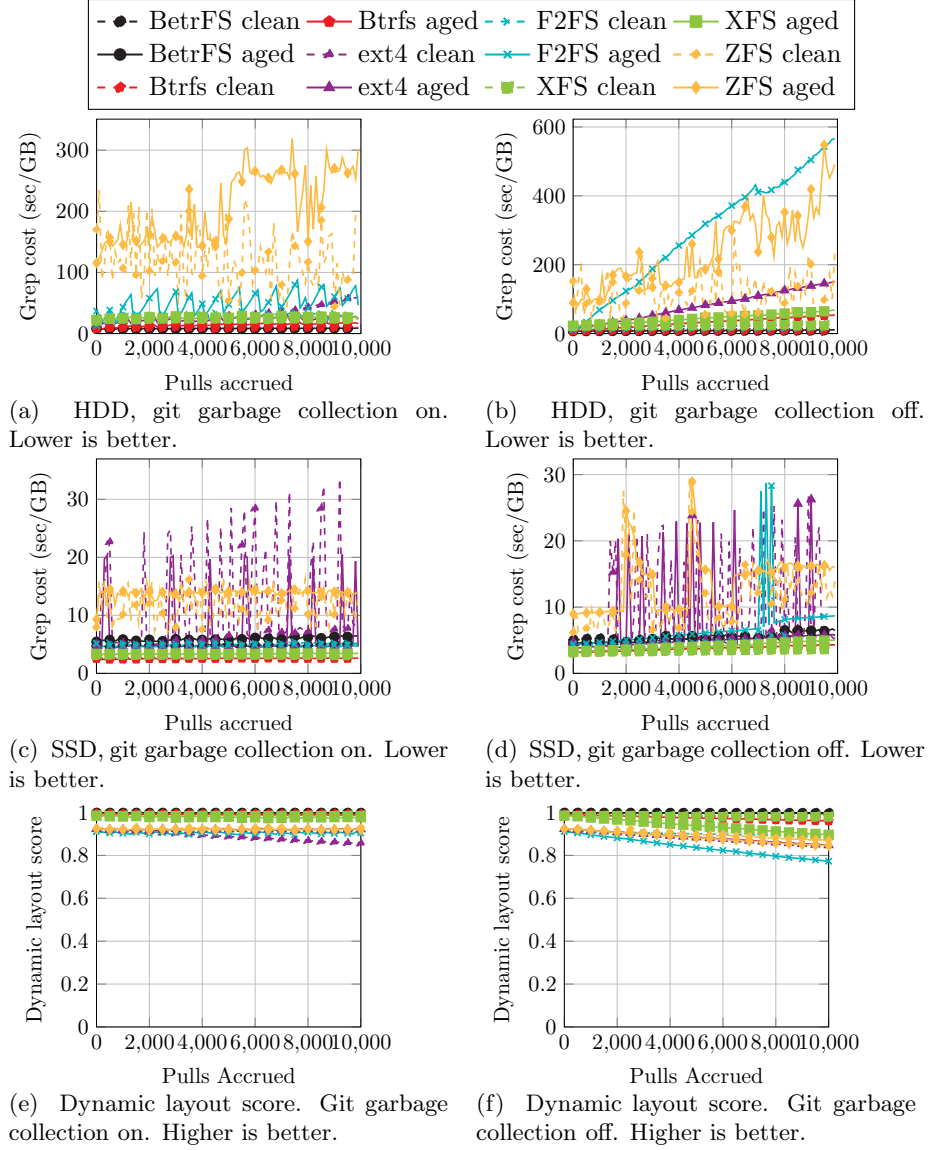 BetrFS clean Btrfs aged F2FS clean XFS aged
BetrFS aged ext4 clean F2FS aged ZFS clean
Btrfs clean ext4 aged XFS clean ZFS aged
300
200
100
0
Grep cost (sec/GB)
0 2,000 4,000 6,000 8,000 10,000
Pulls accrued
(a) HDD, git garbage collection on.
Lower is better.
600
400
200
0
Grep cost (sec/GB)
0 2,000 4,000 6,000 8,000 10,000
Pulls accrued
(b) HDD, git garbage collection off.
Lower is better.
30
20
10
0
Grep cost (sec/GB)
0 2,000 4,000 6,000 8,000 10,000
Pulls accrued
(c) SSD, git garbage collection on. Lower
is better.
30
20
10
0
Grep cost (sec/GB)
0 2,000 4,000 6,000 8,000 10,000
Pulls accrued
(d) SSD, git garbage collection off. Lower
is better.
1
0.8
0.6
0.4
0.2
0
Dynamic layout score
0 2,000 4,000 6,000 8,000 10,000
Pulls Accrued
(e) Dynamic layout score. Git garbage
collection on. Higher is better.
1
0.8
0.6
0.4
0.2
0
Dynamic layout score
0 2,000 4,000 6,000 8,000 10,000
Pulls Accrued
(f) Dynamic layout score. Git garbage
collection off. Higher is better.